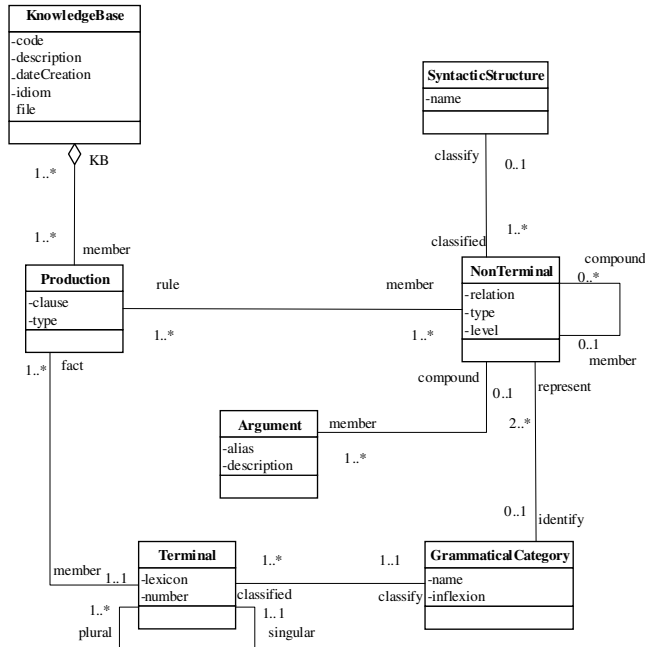 KnowledgeBase
-code
-description
-dateCreation
-idiom
file
KB
1..*
1..*
member
SyntacticStructure
-name
classify
0..1
1..*
classified
Production
-clause
-type
rule
member
1..*
1..*
NonTerminal
-relation
-type
-level
compound
0..*
0..1
member
1..*
fact
compound
0..1
represent
2..*
Argument
-alias
-description
member
1..*
0..1
identify
member
1..1
Terminal
-lexicon
-number
1..*
classified
1..1
classify
GrammaticalCategory
-name
-inflexion
1..*
plural
1..1
singular